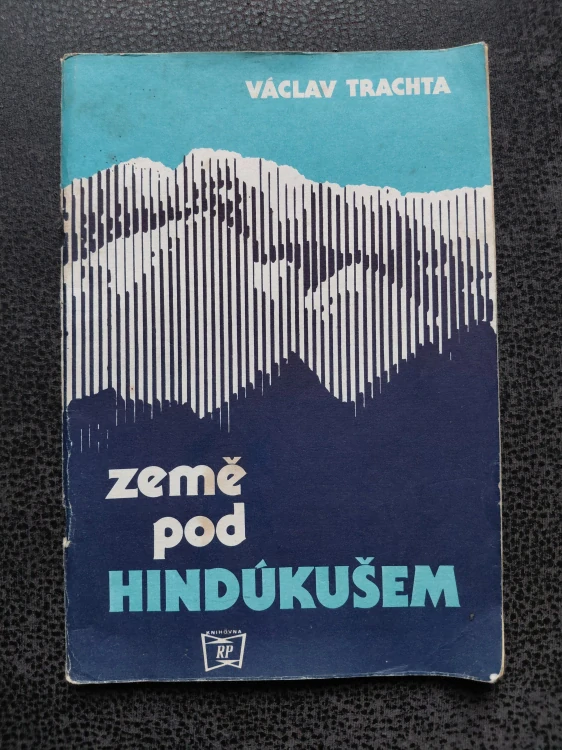 VÁCLAV TRACHTA
země
pod
HINDÚKUŠEM
KNIHOVNA
RP